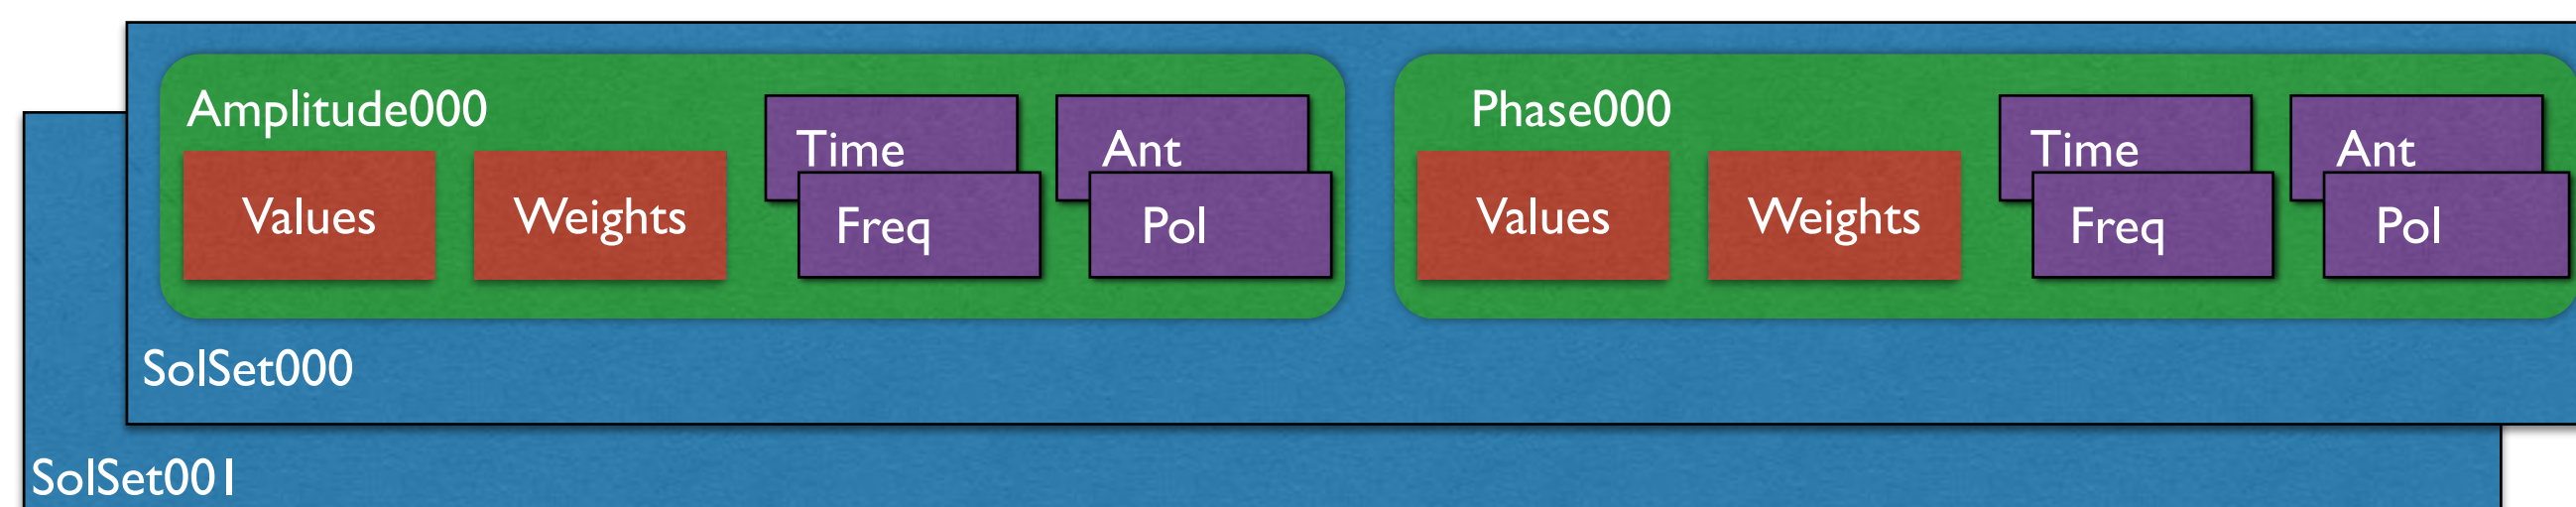 Amplitude000
Values
Weights
Time
Freq
Ant
Pol
Phase000
Values
Weights
Time
Freq
Ant
Pol
SolSet000
SolSet001